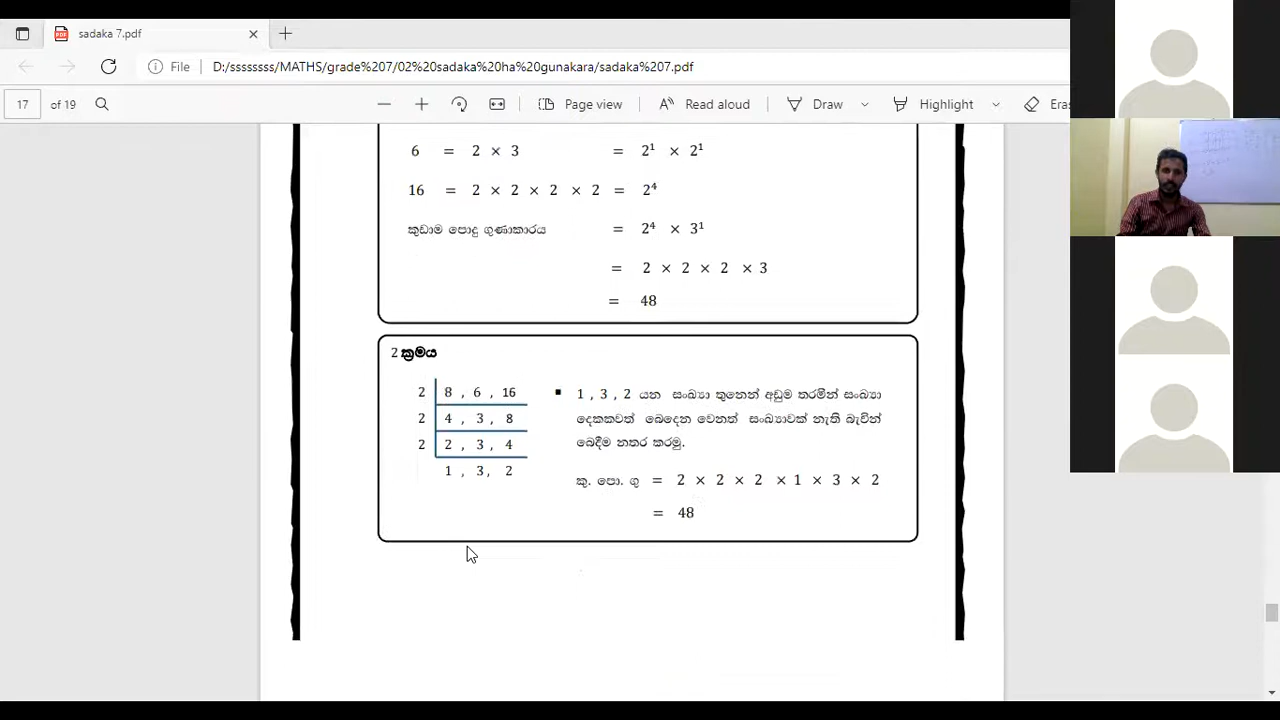 sadaka 7.pdf
File D:/ssssssss/MATHS/grade%207/02%20sadaka%20ha%20gunakara/sadaka%207.pdf
17 of 19 Page view Read aloud Draw Highlight Eras
6 = 2 × 3 = 2¹ × 2¹
16 = 2 × 2 × 2 × 2 = 2⁴
කුඩාම පොදු ගුණාකාරය = 2⁴ × 3¹
= 2 × 2 × 2 × 3
= 48
2 ක්‍රමය
2 8 , 6 , 16
2 4 , 3 , 8
2 2 , 3 , 4
1 , 3 , 2
▪ 1 , 3 , 2 යන සංඛ්‍යා තුනෙන් අඩුම තරමින් සංඛ්‍යා
දෙකකවත් බෙදෙන වෙනත් සංඛ්‍යාවක් නැති බැවින්
බෙදීම නතර කරමු.
කු. පො. ගු = 2 × 2 × 2 × 1 × 3 × 2
= 48